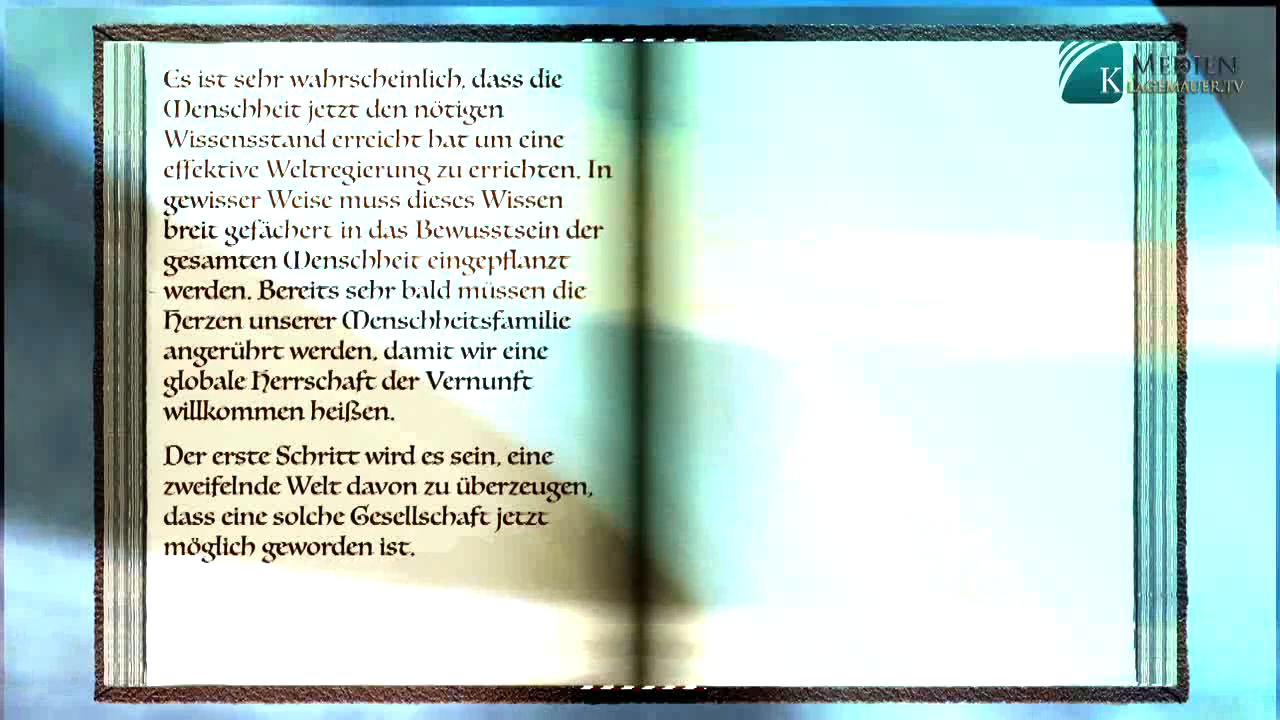 Es ist sehr wahrscheinlich, dass die
Menschheit jetzt den nötigen
Wissensstand erreicht hat um eine
effektive Weltregierung zu errichten. In
gewisser Weise muss dieses Wissen
breit gefächert in das Bewusstsein der
gesamten Menschheit eingepflanzt
werden. Bereits sehr bald müssen die
Herzen unserer Menschheitsfamilie
angerührt werden, damit wir eine
globale Herrschaft der Vernunft
willkommen heißen.
Der erste Schritt wird es sein, eine
zweifelnde Welt davon zu überzeugen,
dass eine solche Gesellschaft jetzt
möglich geworden ist.
MEDIEN
KLAGEMAUER.TV